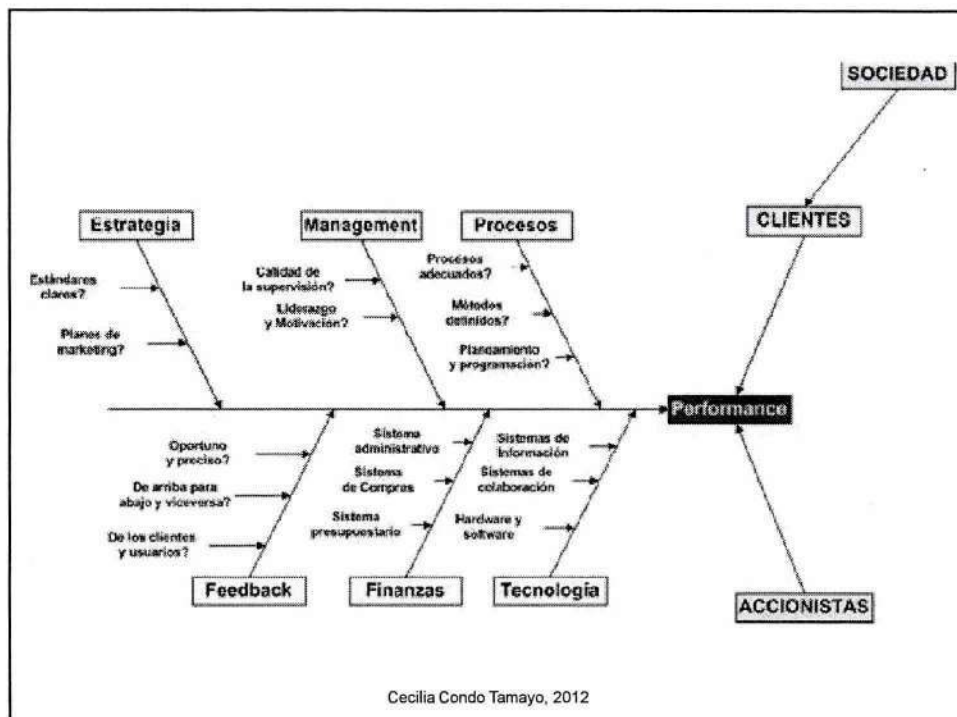 SOCIEDAD
CLIENTES
Estrategia
Management
Procesos
Estándares
claros?
Planes de
marketing?
Calidad de
la supervisión?
Liderazgo
y Motivación?
Procesos
adecuados?
Métodos
definidos?
Planeamiento
y programación?
Performance
Oportuno
y preciso?
De arriba para
abajo y viceversa?
De los clientes
y usuarios?
Sistema
administrativo
Sistema
de Compras
Sistema
presupuestario
Sistemas de
Información
Sistemas de
colaboración
Hardware y
software
Feedback
Finanzas
Tecnología
ACCIONISTAS
Cecilia Condo Tamayo, 2012